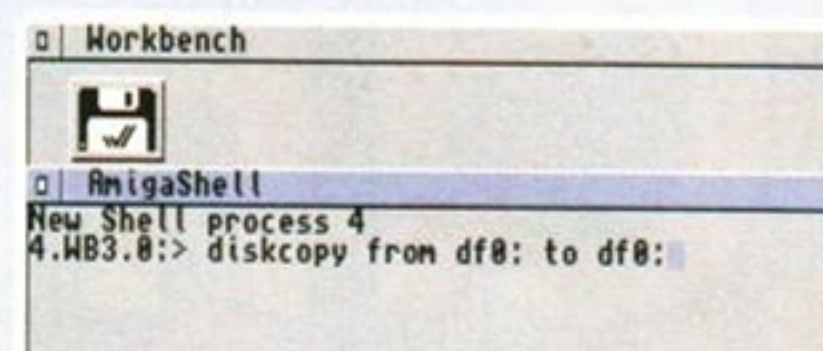 Workbench
AmigaShell
New Shell process 4
4.WB3.0:> diskcopy from df0: to df0: